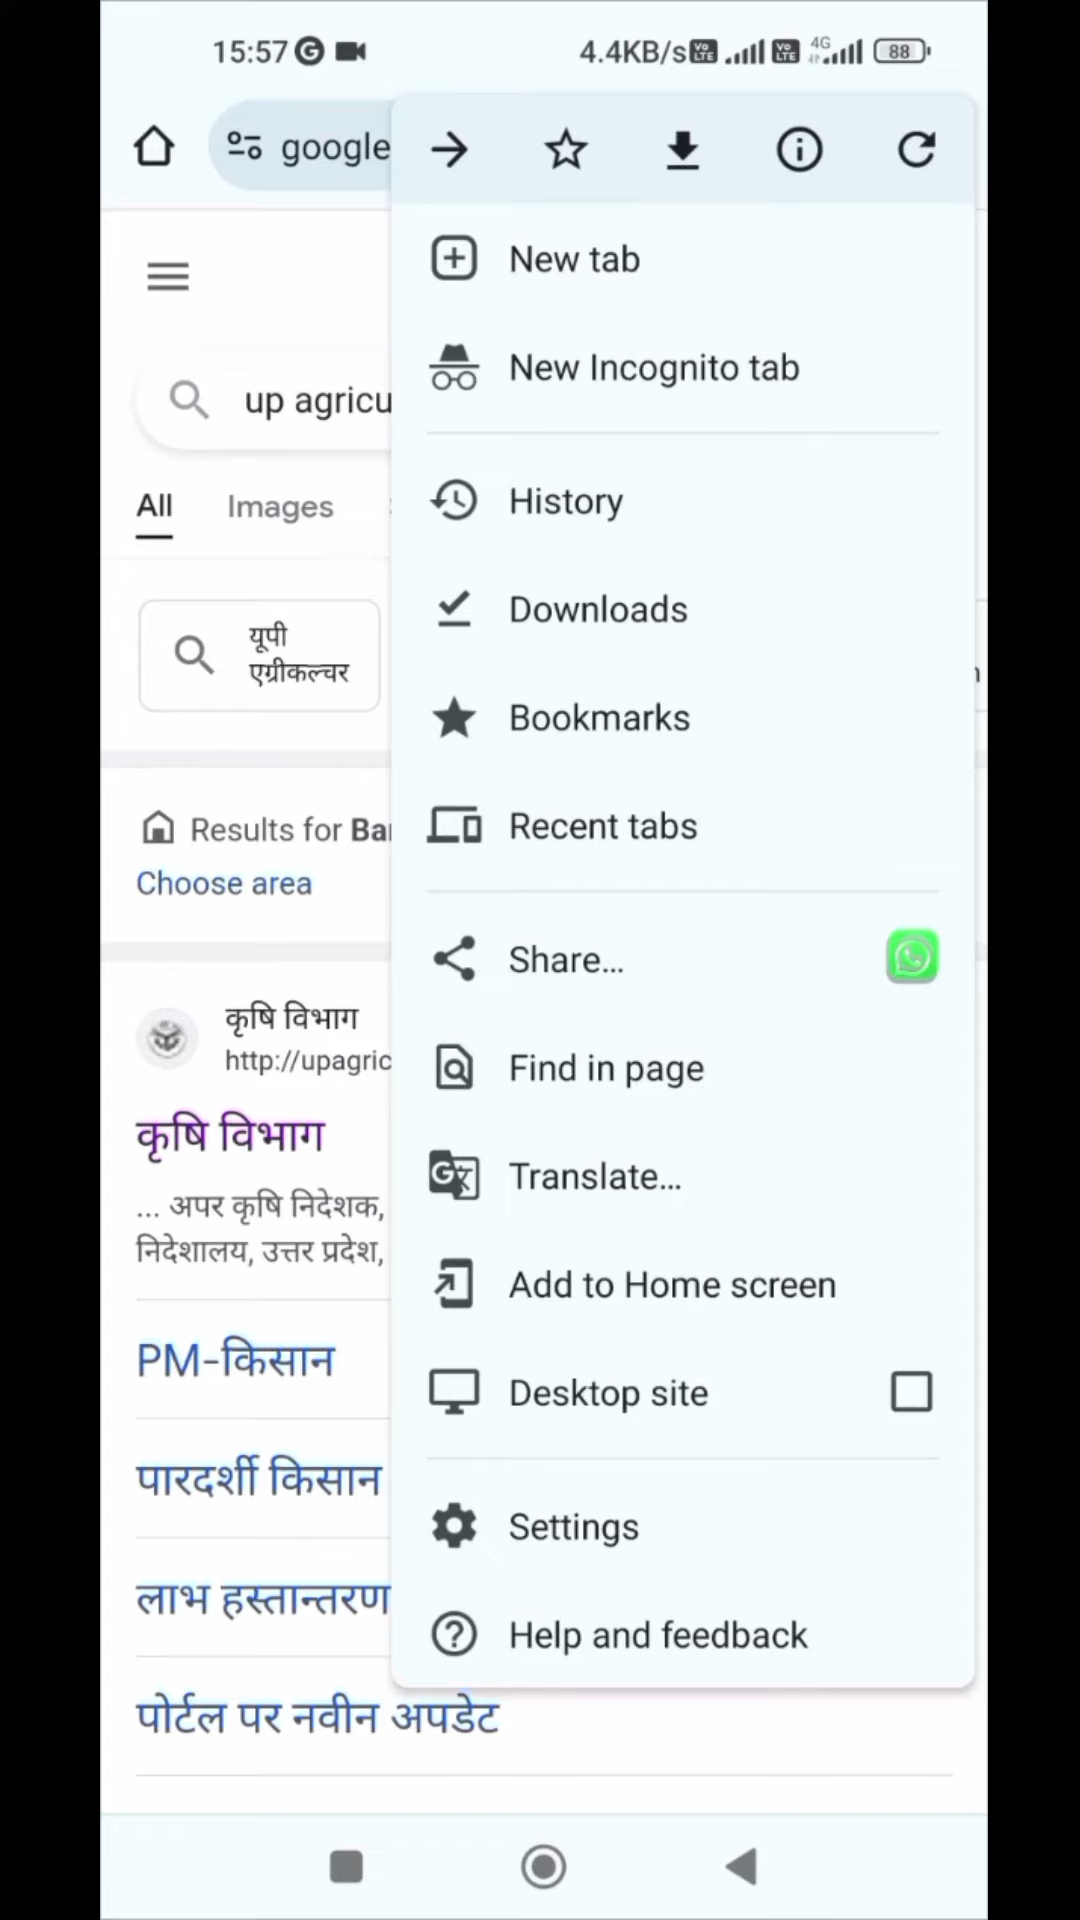 15:57
4.4KB/s
4G
88
google
New tab
New Incognito tab
up agricu
All Images
History
यूपी
एग्रीकल्चर
Downloads
Bookmarks
Results for Bar
Recent tabs
Choose area
Share...
कृषि विभाग
http://upagric
Find in page
कृषि विभाग
Translate...
... अपर कृषि निदेशक,
निदेशालय, उत्तर प्रदेश,
Add to Home screen
PM-किसान
Desktop site
पारदर्शी किसान
Settings
लाभ हस्तान्तरण
Help and feedback
पोर्टल पर नवीन अपडेट